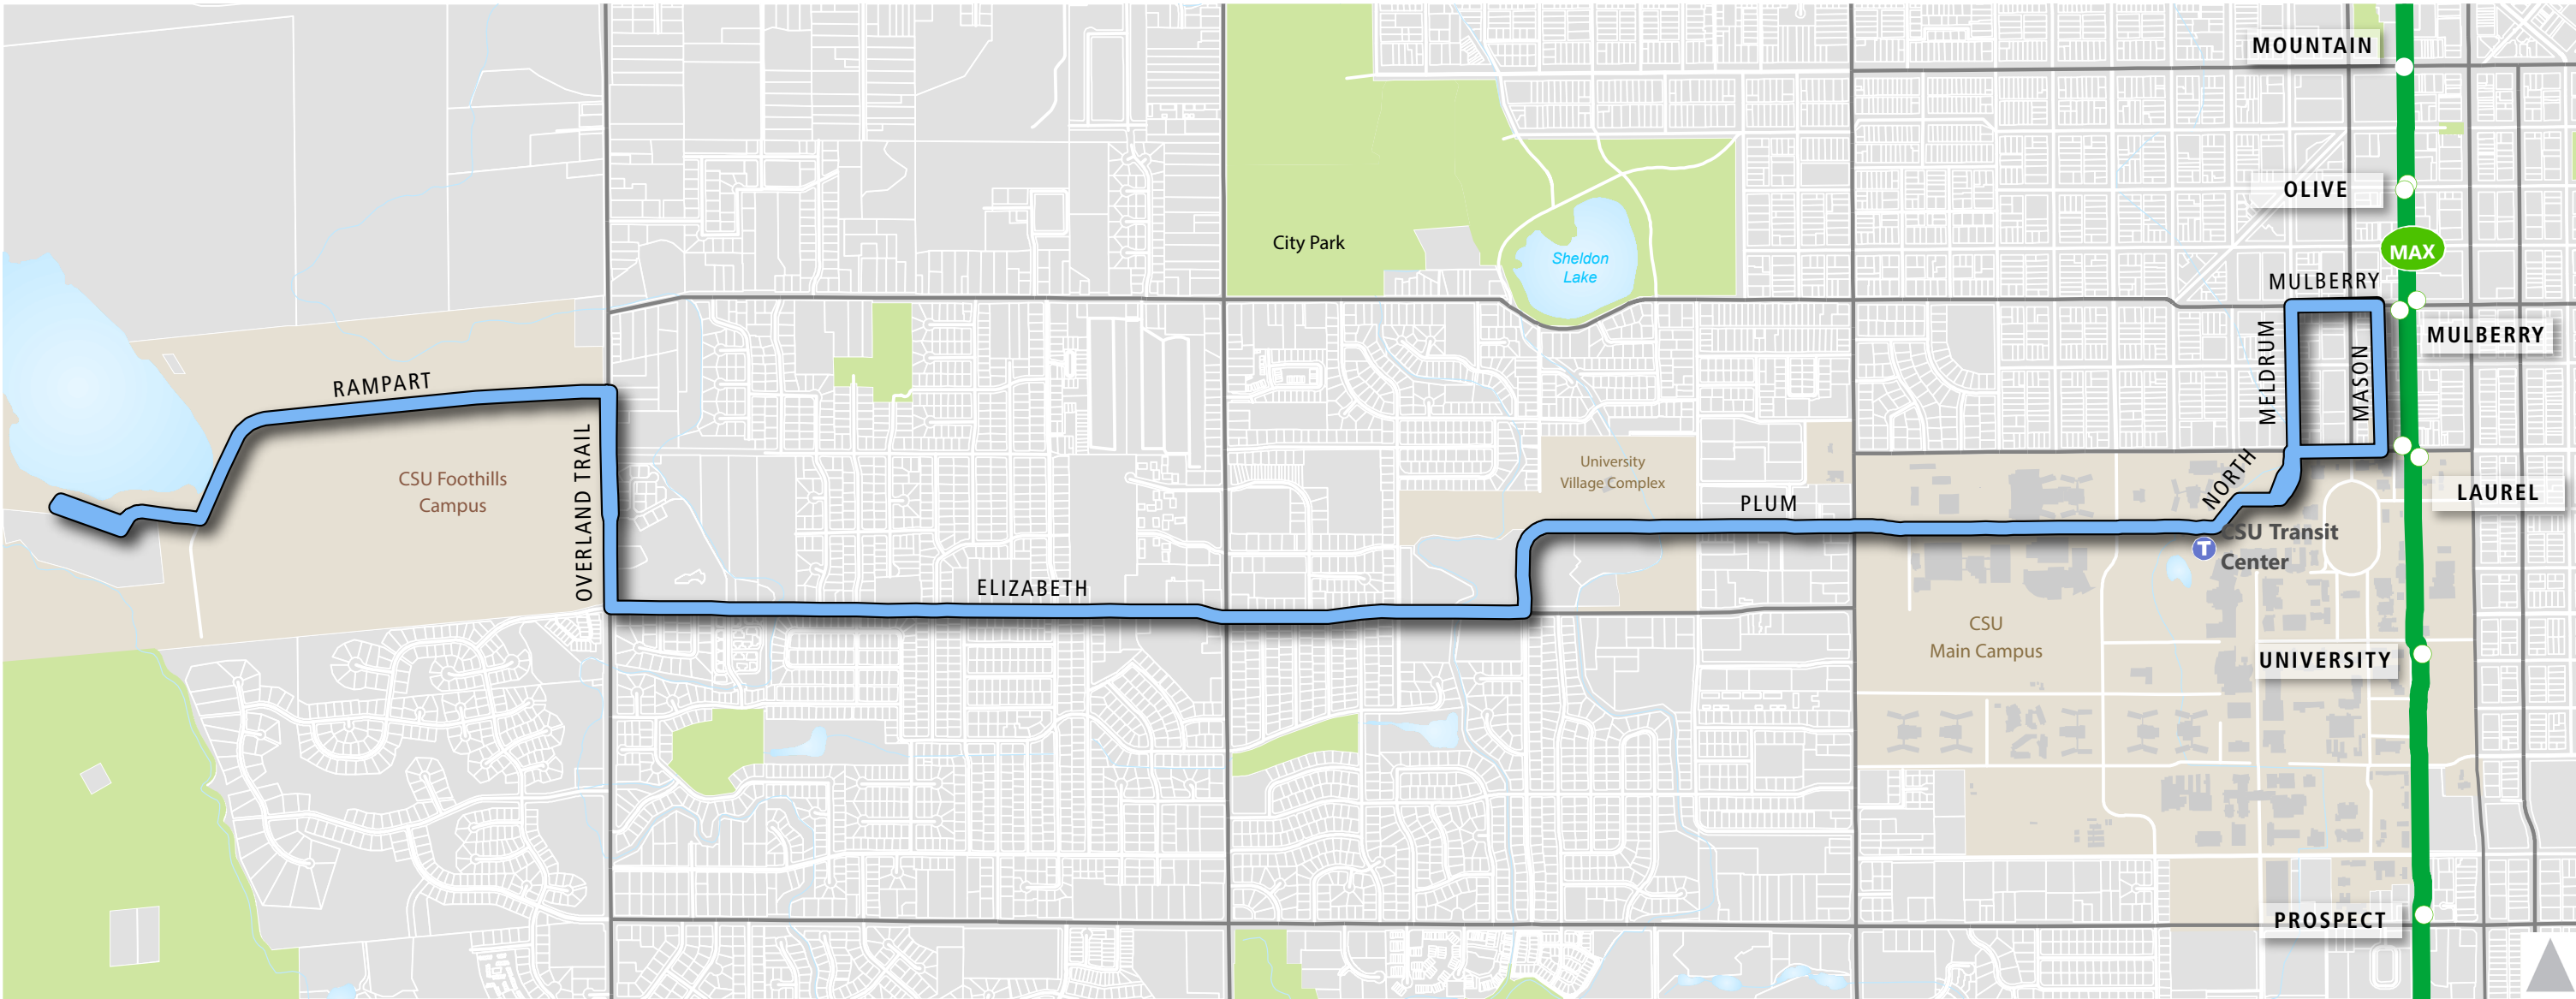 MOUNTAIN
OLIVE
City Park
Sheldon
Lake
MAX
MULBERRY
MULBERRY
MELDRUM
MASON
RAMPART
OVERLAND TRAIL
CSU Foothills
Campus
University
Village Complex
NORTH
LAUREL
PLUM
T
CSU Transit
Center
ELIZABETH
CSU
Main Campus
UNIVERSITY
PROSPECT